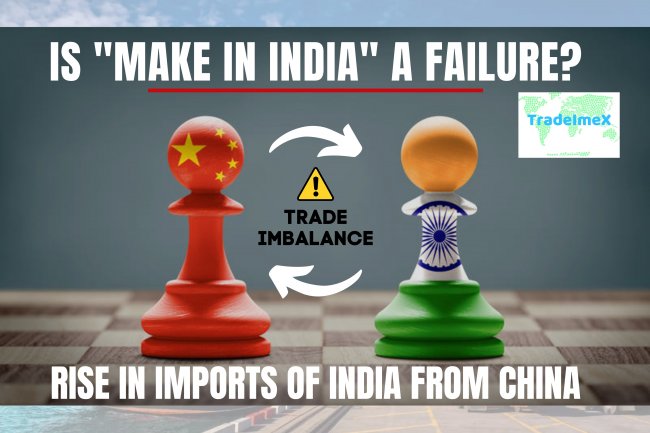 IS "MAKE IN INDIA" A FAILURE?
TradeImeX
TRADE
IMBALANCE
RISE IN IMPORTS OF INDIA FROM CHINA